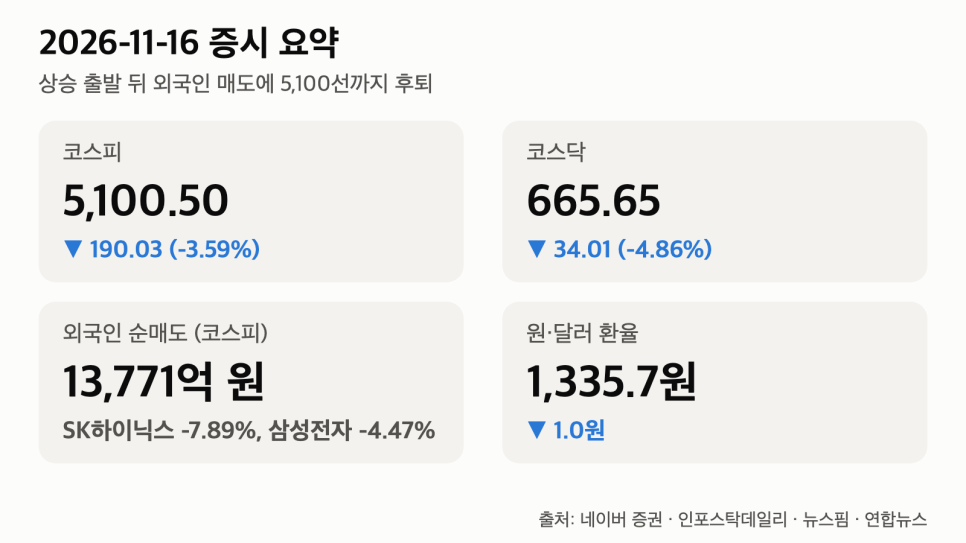 2026-11-16 증시 요약
상승 출발 뒤 외국인 매도에 5,100선까지 후퇴
코스피
5,100.50
▼ 190.03 (-3.59%)
코스닥
665.65
▼ 34.01 (-4.86%)
외국인 순매도 (코스피)
13,771억 원
SK하이닉스 -7.89%, 삼성전자 -4.47%
원·달러 환율
1,335.7원
▼ 1.0원
출처: 네이버 증권 · 인포스탁데일리 · 뉴스핌 · 연합뉴스